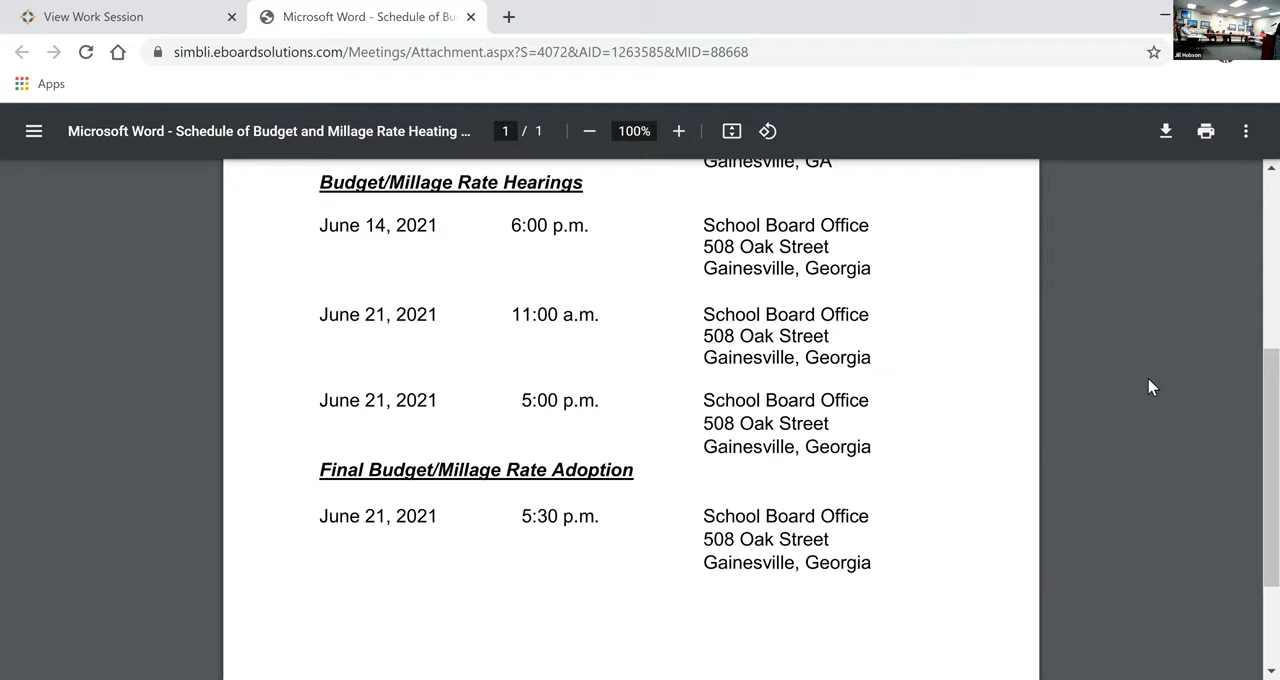 View Work Session
Microsoft Word - Schedule of Bu
simbli.eboardsolutions.com/Meetings/Attachment.aspx?S=4072&AID=1263585&MID=88668
Apps
Microsoft Word - Schedule of Budget and Millage Rate Heating ...
1 / 1
100%
Jill Hobson
Gainesville, GA
Budget/Millage Rate Hearings
June 14, 2021 6:00 p.m. School Board Office
508 Oak Street
Gainesville, Georgia
June 21, 2021 11:00 a.m. School Board Office
508 Oak Street
Gainesville, Georgia
June 21, 2021 5:00 p.m. School Board Office
508 Oak Street
Gainesville, Georgia
Final Budget/Millage Rate Adoption
June 21, 2021 5:30 p.m. School Board Office
508 Oak Street
Gainesville, Georgia